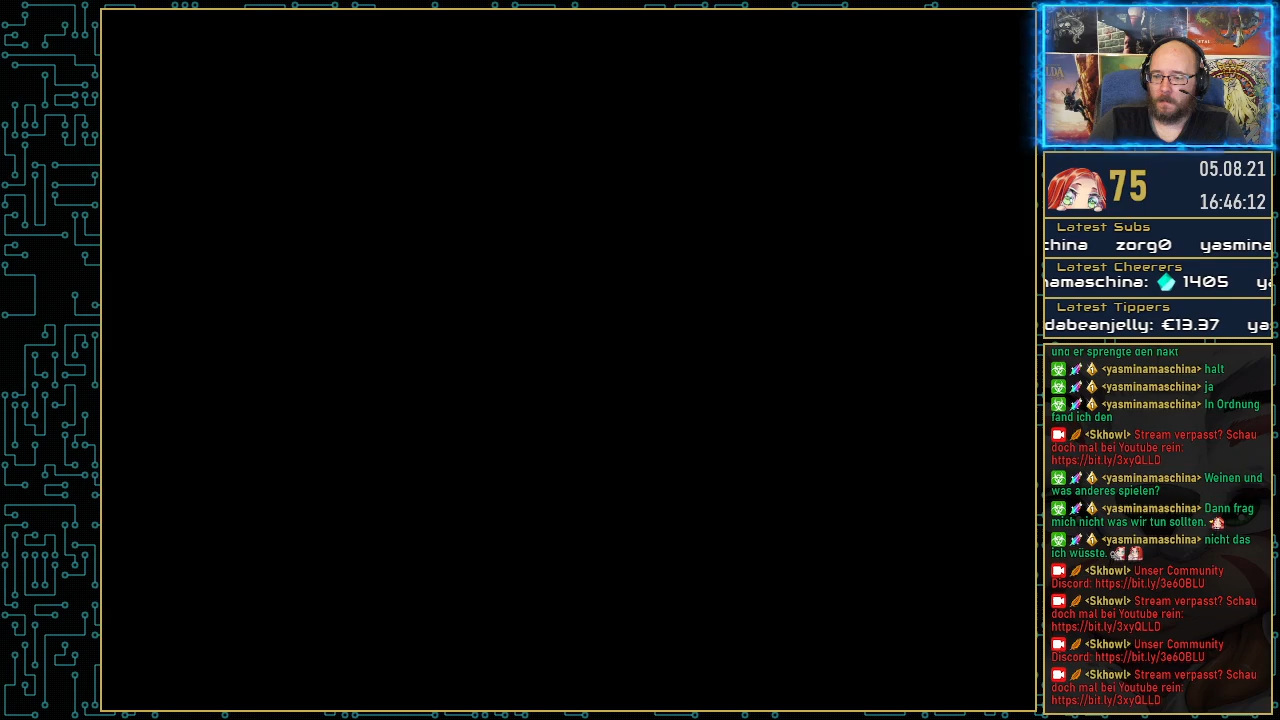 LDA
75
05.08.21
16:46:12
Latest Subs
china zorg0 yasmina
Latest Cheerers
amaschina: 1405 ya
Latest Tippers
dabeanjelly: €13.37 yas
und er sprengte den nakt
<yasminamaschina> halt
<yasminamaschina> ja
<yasminamaschina> In Ordnung
fand ich den
<Skhowl> Stream verpasst? Schau
doch mal bei Youtube rein:
https://bit.ly/3xyQLLD
<yasminamaschina> Weinen und
was anderes spielen?
<yasminamaschina> Dann frag
mich nicht was wir tun sollten.
<yasminamaschina> nicht das
ich wüsste.
<Skhowl> Unser Community
Discord: https://bit.ly/3e6OBLU
<Skhowl> Stream verpasst? Schau
doch mal bei Youtube rein:
https://bit.ly/3xyQLLD
<Skhowl> Unser Community
Discord: https://bit.ly/3e6OBLU
<Skhowl> Stream verpasst? Schau
doch mal bei Youtube rein:
https://bit.ly/3xyQLLD